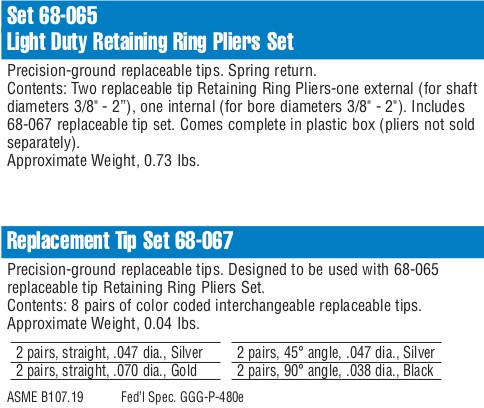 Set 68-065
Light Duty Retaining Ring Pliers Set
Precision-ground replaceable tips. Spring return.
Contents: Two replaceable tip Retaining Ring Pliers-one external (for shaft
diameters 3/8" - 2”), one internal (for bore diameters 3/8" - 2"). Includes
68-067 replaceable tip set. Comes complete in plastic box (pliers not sold
separately).
Approximate Weight, 0.73 lbs.
Replacement Tip Set 68-067
Precision-ground replaceable tips. Designed to be used with 68-065
replaceable tip Retaining Ring Pliers Set.
Contents: 8 pairs of color coded interchangeable replaceable tips.
Approximate Weight, 0.04 lbs.
2 pairs, straight, .047 dia., Silver 2 pairs, 45° angle, .047 dia., Silver
2 pairs, straight, .070 dia., Gold 2 pairs, 90° angle, .038 dia., Black
ASME B107.19 Fed'l Spec. GGG-P-480e